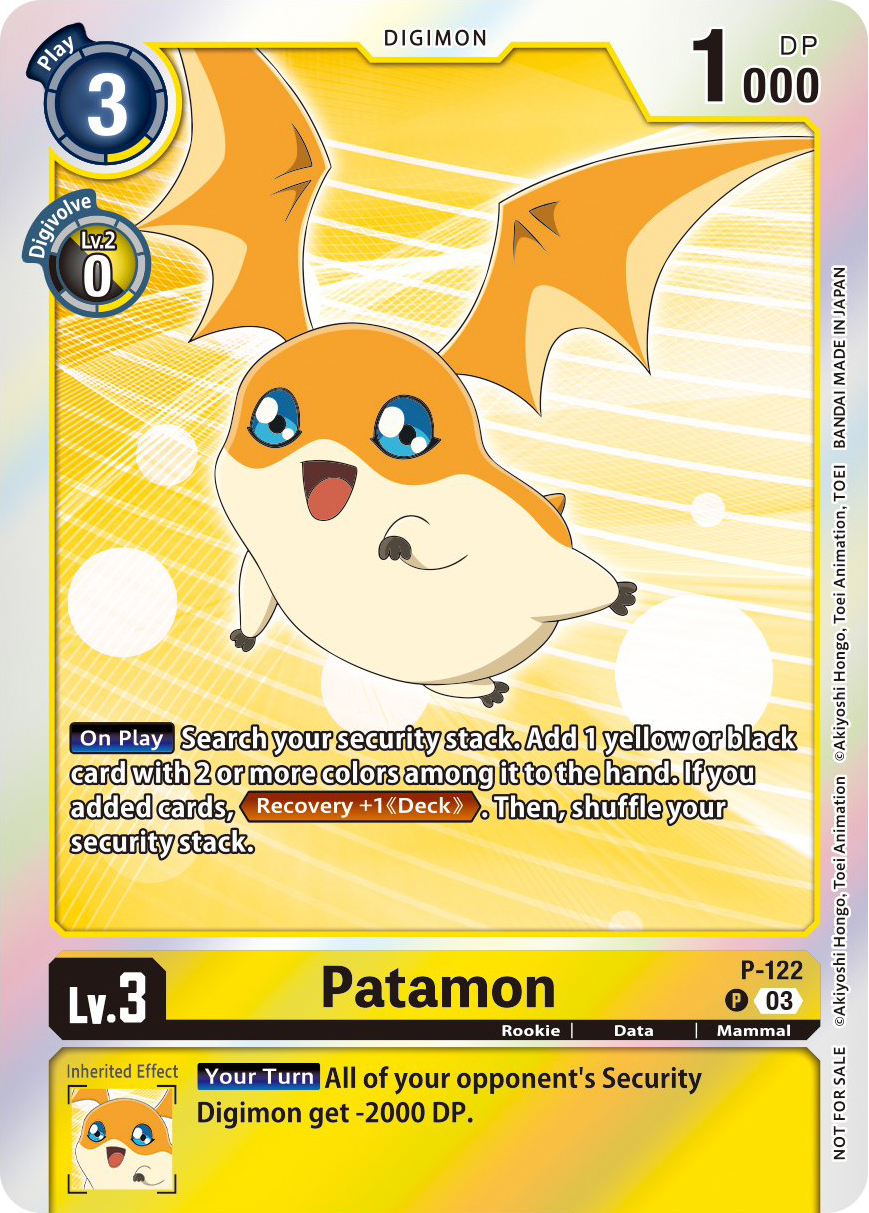 DIGIMON
Play
3
DP
1000
Digivolve
Lv.2
0
On Play Search your security stack. Add 1 yellow or black
card with 2 or more colors among it to the hand. If you
added cards, Recovery +1《Deck》. Then, shuffle your
security stack.
Lv.3
Patamon
P-122
P 03
Rookie | Data | Mammal
Inherited Effect
Your Turn All of your opponent's Security
Digimon get -2000 DP.
NOT FOR SALE ©Akiyoshi Hongo, Toei Animation ©Akiyoshi Hongo, Toei Animation, TOEI BANDAI MADE IN JAPAN